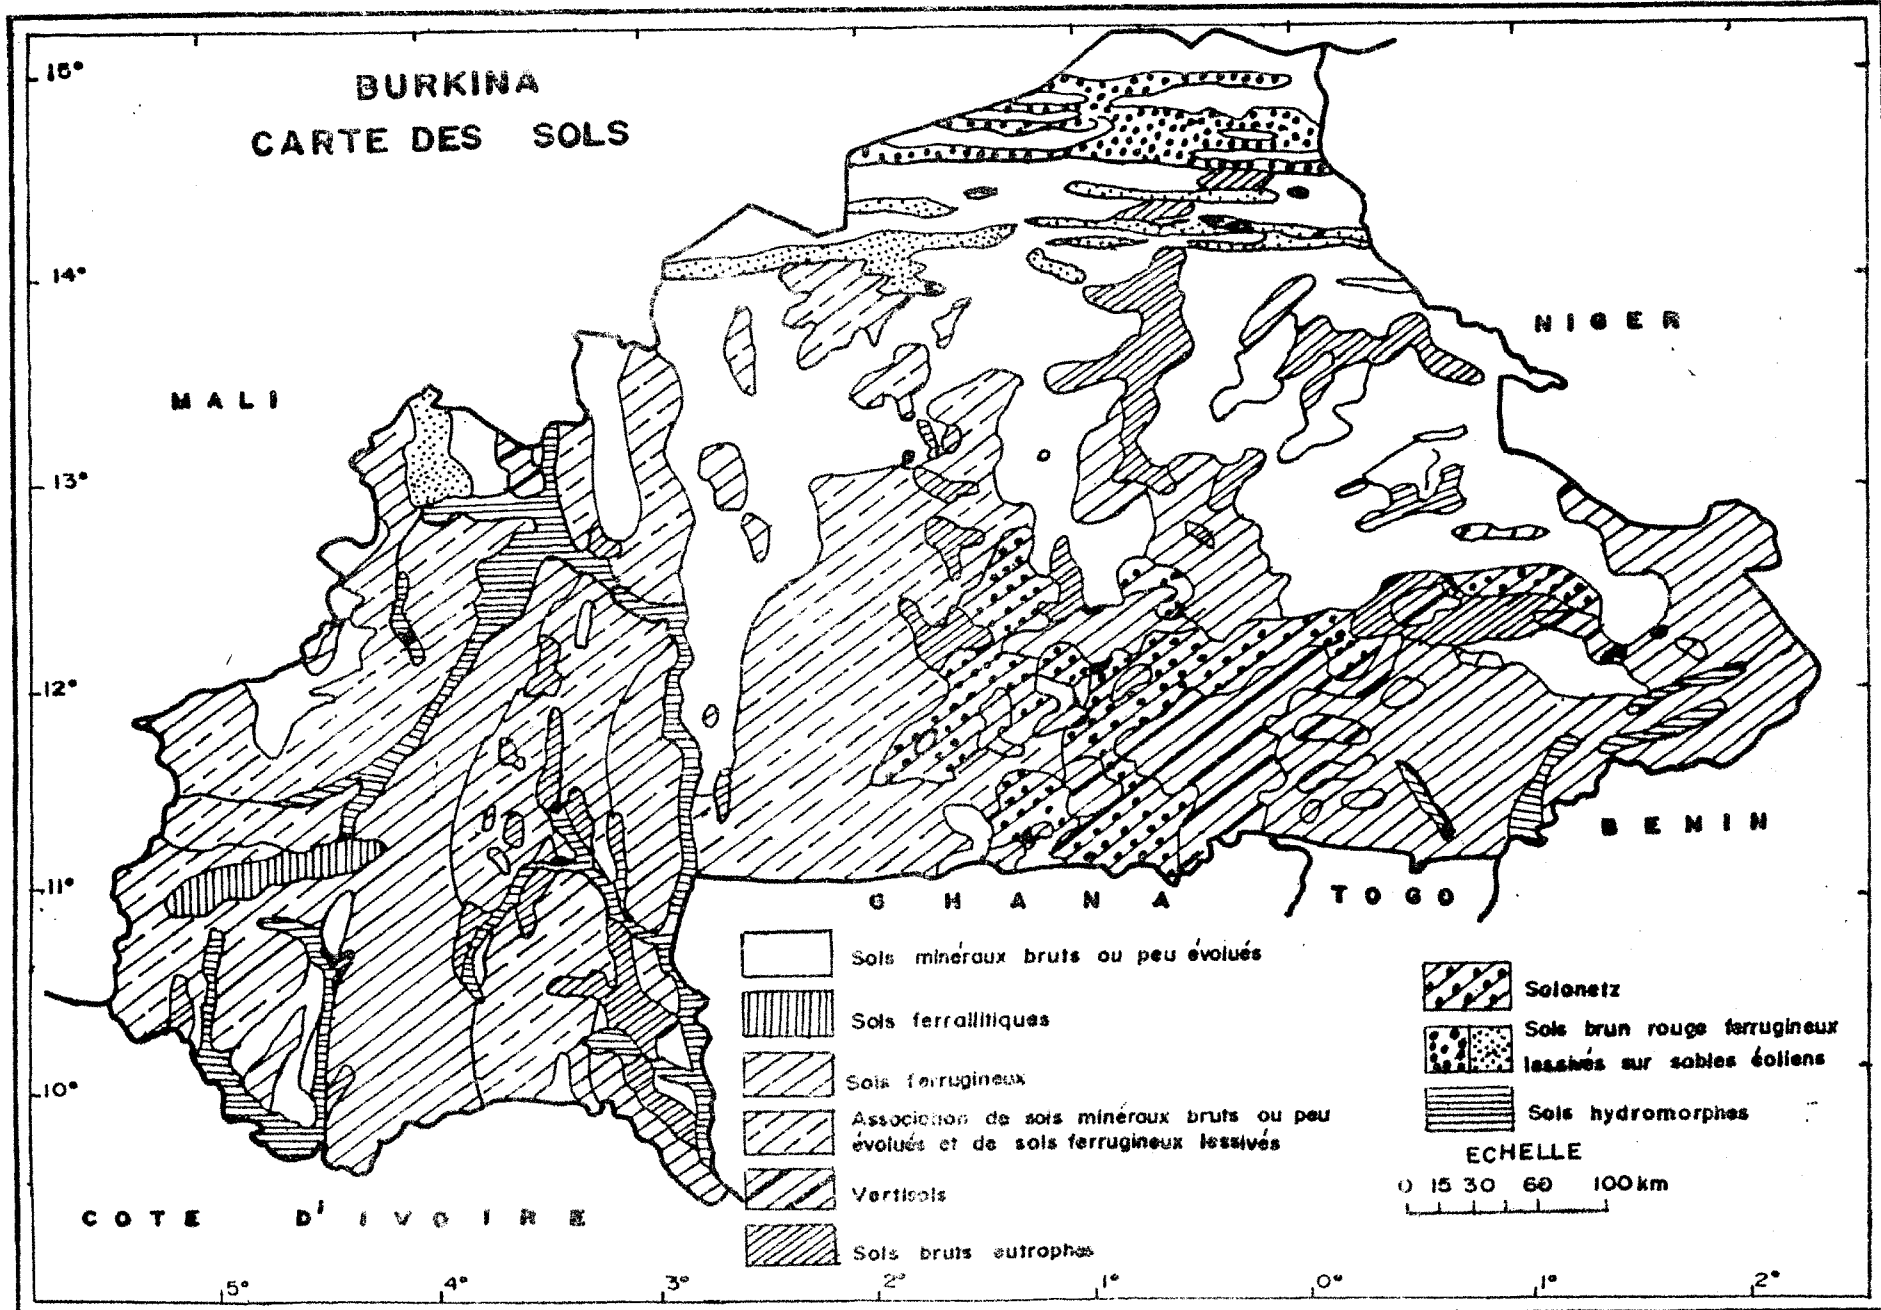 BURKINA
CARTE DES SOLS
15°
14°
13°
12°
11°
10°
MALI
NIGER
BENIN
GHANA
TOGO
COTE D'IVOIRE
Sols minéraux bruts ou peu évolués
Sols ferrallitiques
Sols ferrugineux
Association de sols minéraux bruts ou peu
évolués et de sols ferrugineux lessivés
Vertisols
Sols bruts eutrophes
Solonetz
Sols brun rouge ferrugineux
lessivés sur sables éoliens
Sols hydromorphes
ECHELLE
0 15 30 60 100km
5° 4° 3° 2° 1° 0° 1° 2°